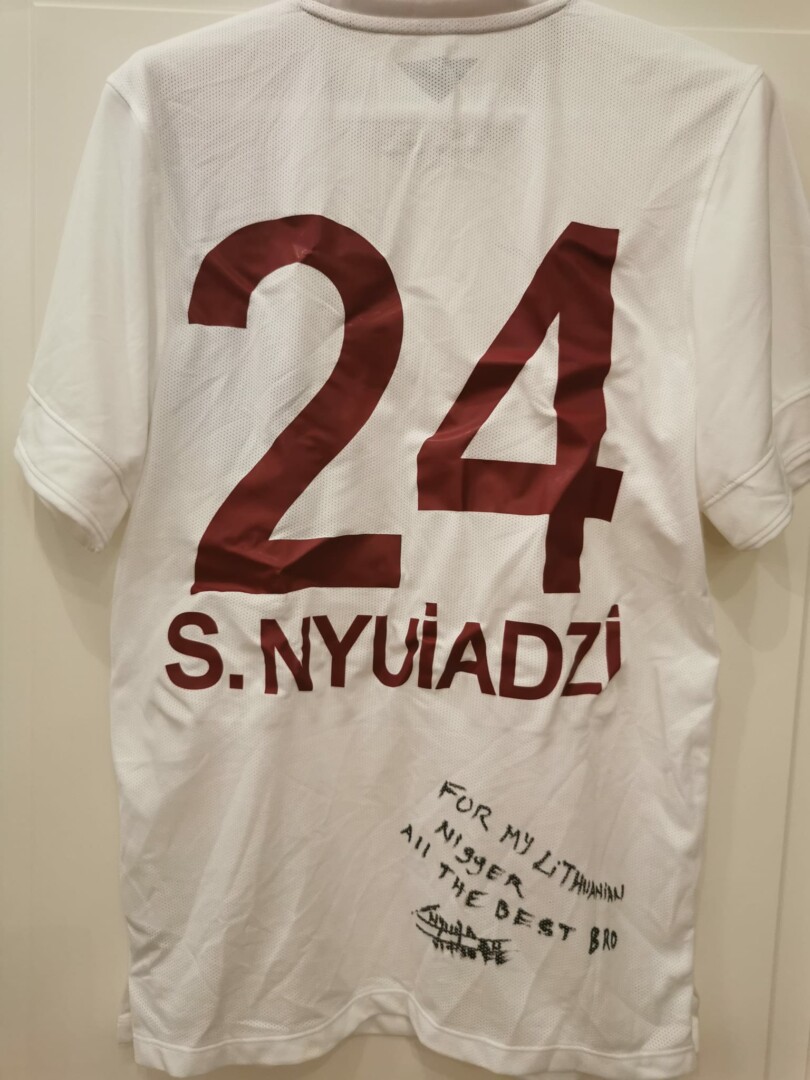 24
S. NYUİADZİ
FOR MY LiTHUANIAN
NiggER
All THE BEST BRO